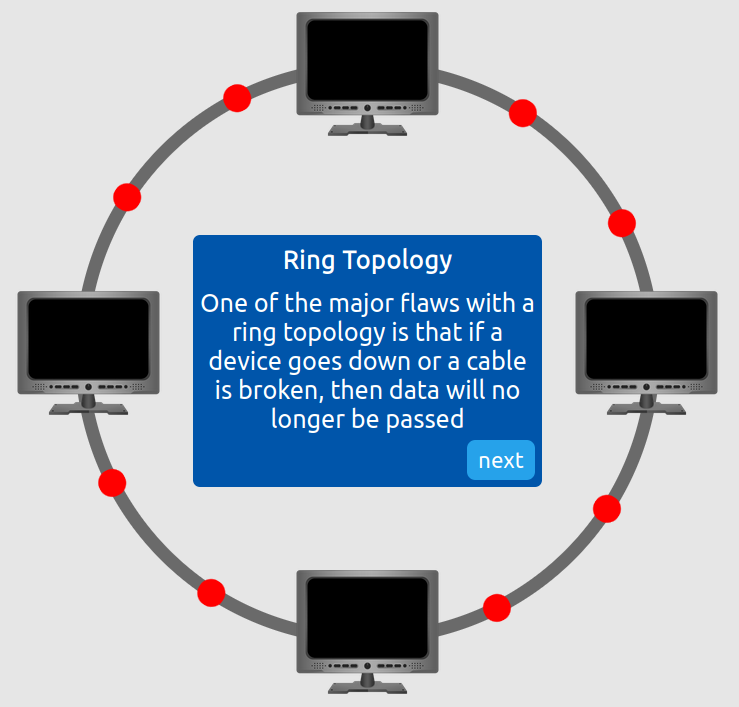 Ring Topology
One of the major flaws with a
ring topology is that if a
device goes down or a cable
is broken, then data will no
longer be passed
next